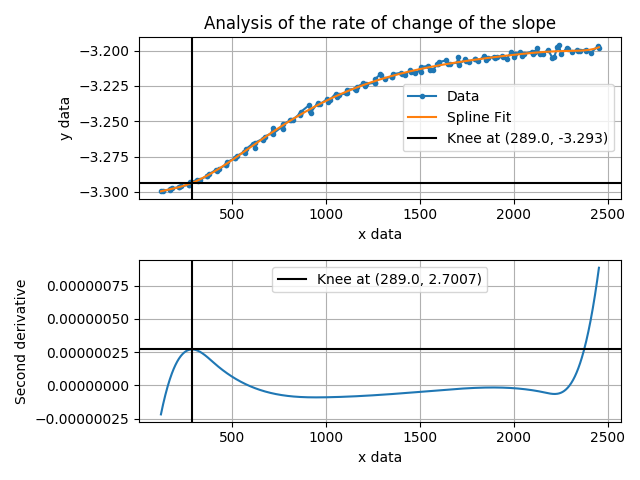 Analysis of the rate of change of the slope
−3.200
−3.225
−3.250
−3.275
−3.300
y data
Data
Spline Fit
Knee at (289.0, -3.293)
500
1000
1500
2000
2500
x data
0.00000075
0.00000050
0.00000025
0.00000000
−0.00000025
Second derivative
Knee at (289.0, 2.7007)
500
1000
1500
2000
2500
x data